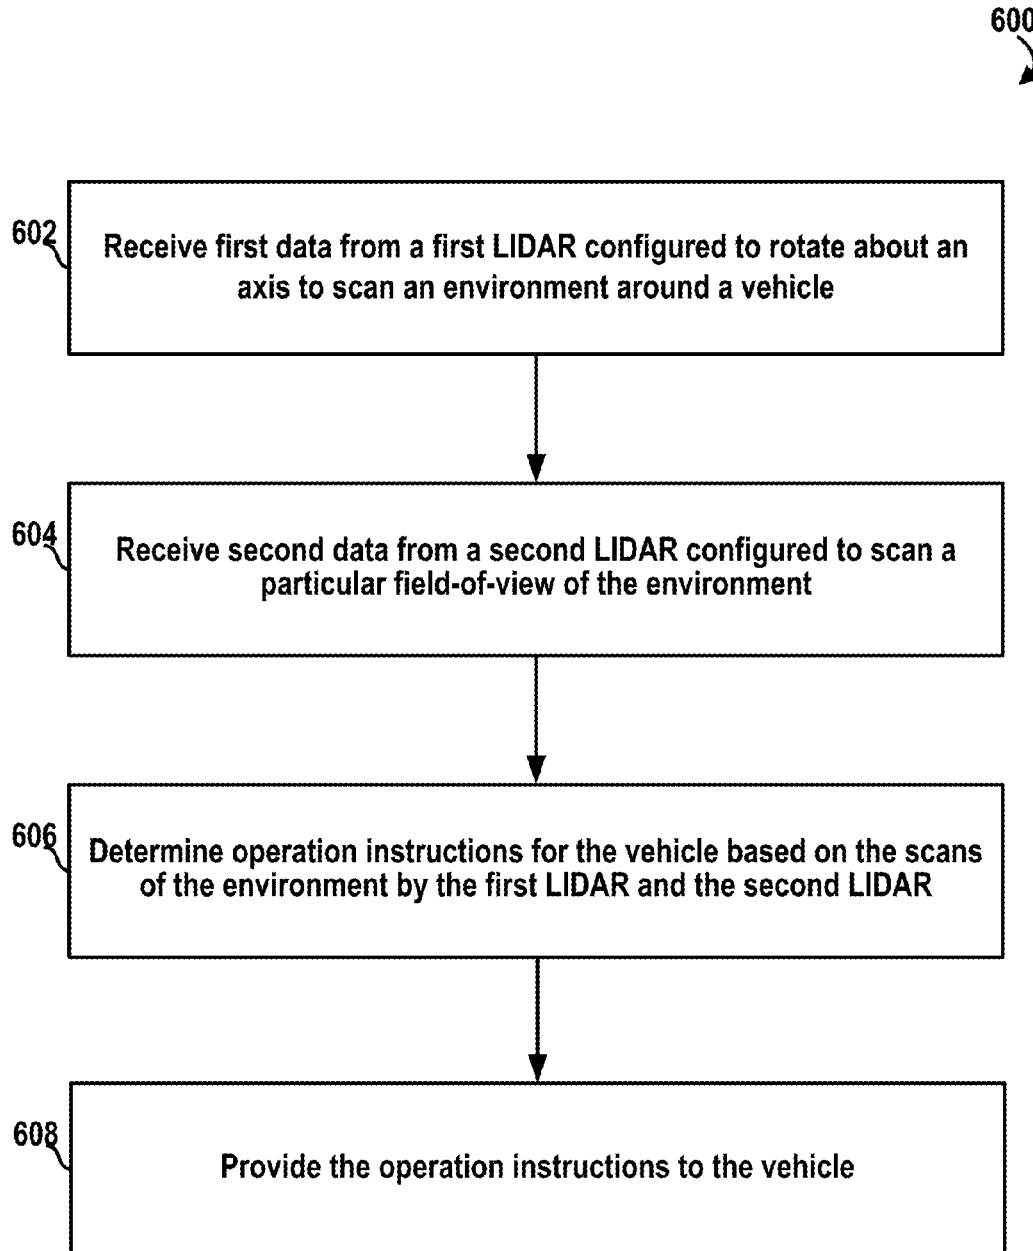 600
602
Receive first data from a first LIDAR configured to rotate about an
axis to scan an environment around a vehicle
604
Receive second data from a second LIDAR configured to scan a
particular field-of-view of the environment
606
Determine operation instructions for the vehicle based on the scans
of the environment by the first LIDAR and the second LIDAR
608
Provide the operation instructions to the vehicle